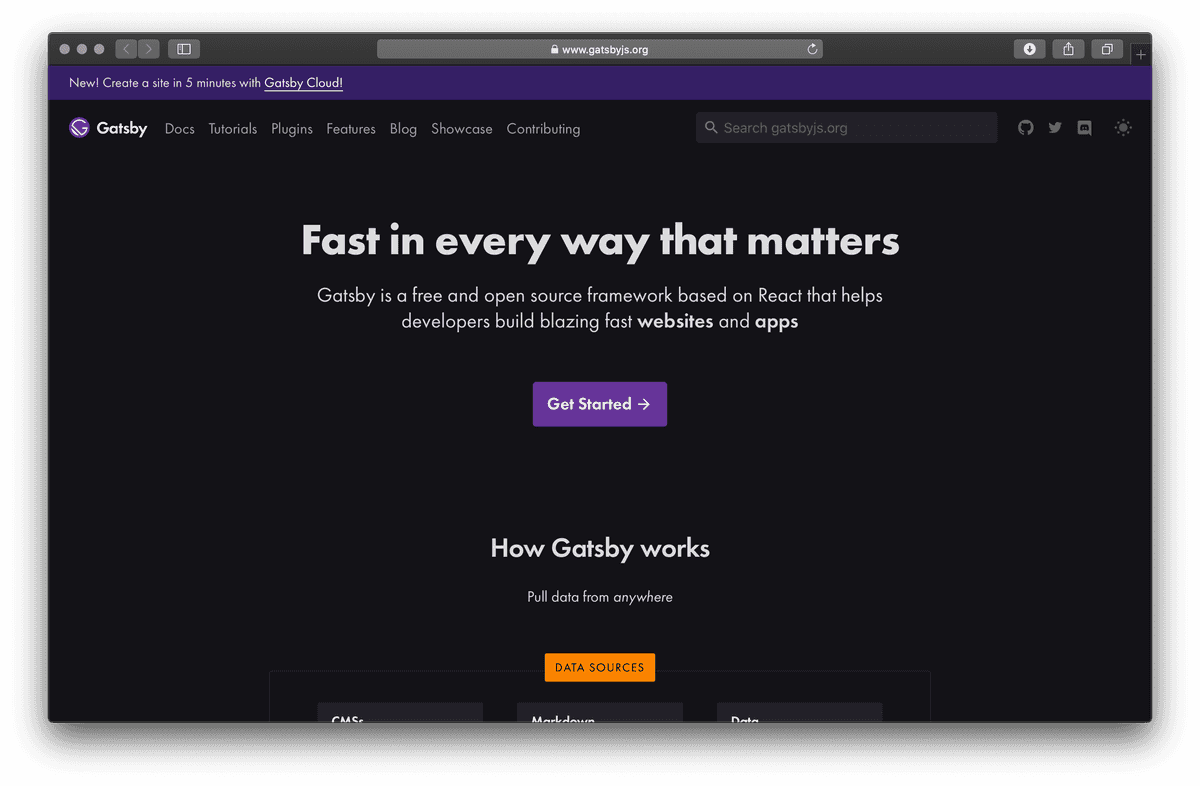 www.gatsbyjs.org
New! Create a site in 5 minutes with Gatsby Cloud!
Gatsby Docs Tutorials Plugins Features Blog Showcase Contributing Search gatsbyjs.org
Fast in every way that matters
Gatsby is a free and open source framework based on React that helps
developers build blazing fast websites and apps
Get Started →
How Gatsby works
Pull data from anywhere
DATA SOURCES
CMSs Markdown Data